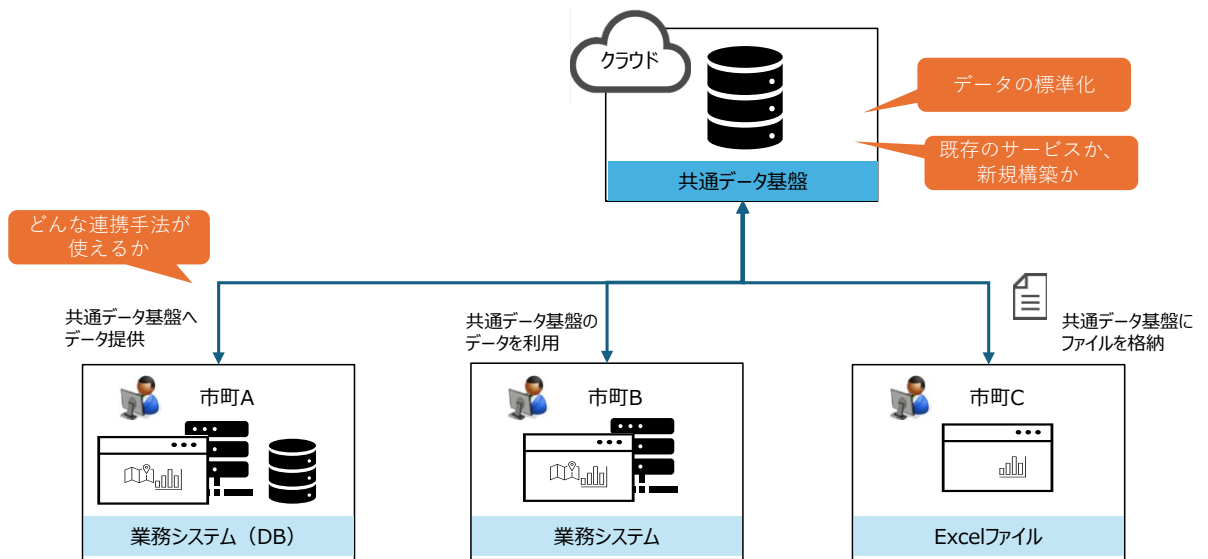 クラウド
データの標準化
既存のサービスか、
新規構築か
共通データ基盤
どんな連携手法が
使えるか
共通データ基盤へ
データ提供
共通データ基盤の
データを利用
共通データ基盤に
ファイルを格納
市町A
市町B
市町C
業務システム（DB）
業務システム
Excelファイル